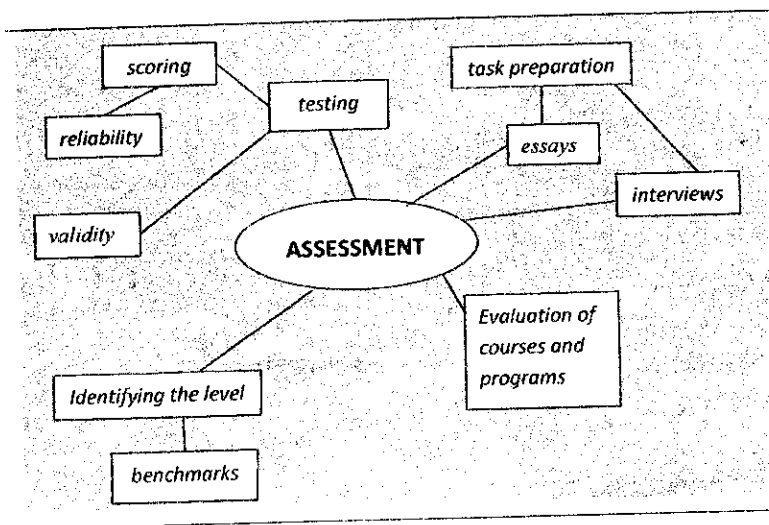 scoring
task preparation
testing
reliability
essays
interviews
validity
ASSESSMENT
Evaluation of
courses and
programs
Identifying the level
benchmarks